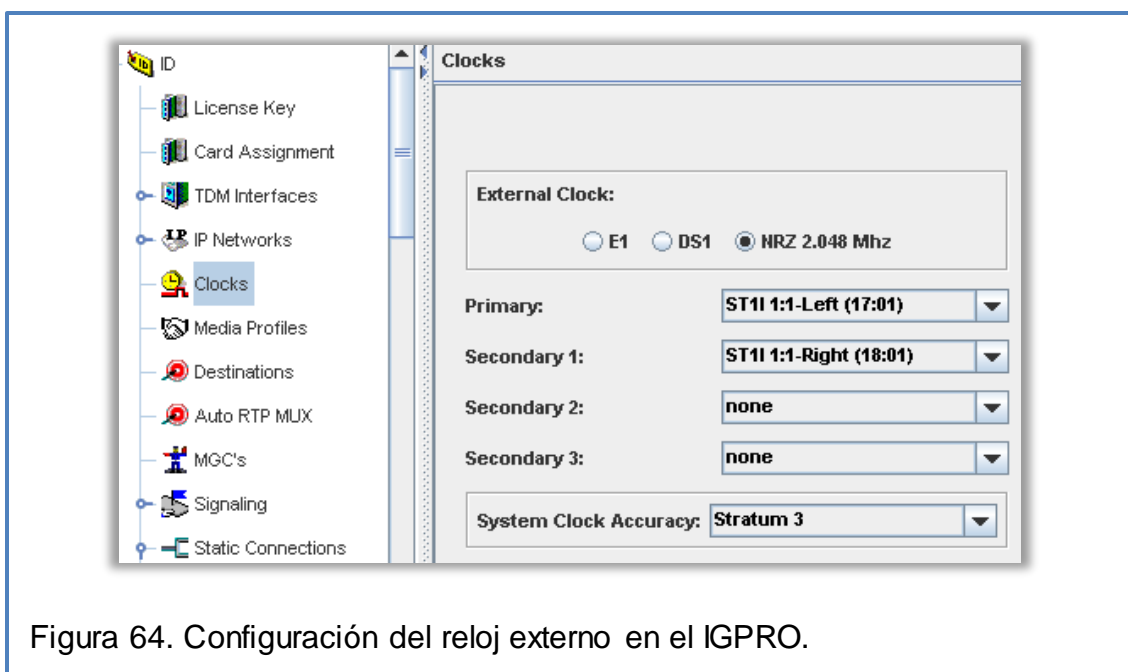 ID
License Key
Card Assignment
TDM Interfaces
IP Networks
Clocks
Media Profiles
Destinations
Auto RTP MUX
MGC's
Signaling
Static Connections
Clocks
External Clock:
E1 DS1 NRZ 2.048 Mhz
Primary: ST1I 1:1-Left (17:01)
Secondary 1: ST1I 1:1-Right (18:01)
Secondary 2: none
Secondary 3: none
System Clock Accuracy: Stratum 3
Figura 64. Configuración del reloj externo en el IGPRO.